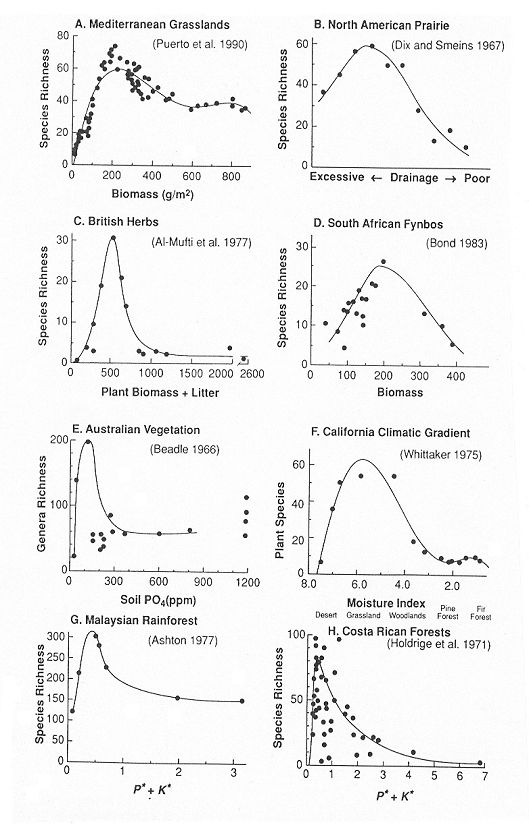 A. Mediterranean Grasslands
(Puerto et al. 1990)
Species Richness
80
60
40
20
0
0 200 400 600 800
Biomass (g/m²)
B. North American Prairie
(Dix and Smeins 1967)
Species Richness
60
40
20
0
Excessive ← Drainage → Poor
C. British Herbs
(Al-Mufti et al. 1977)
Species Richness
30
20
10
0
0 500 1000 1500 2000 2600
Plant Biomass + Litter
D. South African Fynbos
(Bond 1983)
Species Richness
30
20
10
0
0 100 200 300 400
Biomass
E. Australian Vegetation
(Beadle 1966)
Genera Richness
200
100
0
0 300 600 900 1200
Soil PO4(ppm)
F. California Climatic Gradient
(Whittaker 1975)
Plant Species
60
40
20
0
8.0 6.0 4.0 2.0
Moisture Index
Desert Grassland Woodlands Pine Forest Fir Forest
G. Malaysian Rainforest
(Ashton 1977)
Species Richness
300
250
200
150
100
50
0
0 1 2 3
P* + K*
H. Costa Rican Forests
(Holdrige et al. 1971)
Species Richness
100
50
0
0 1 2 3 4 5 6 7
P* + K*